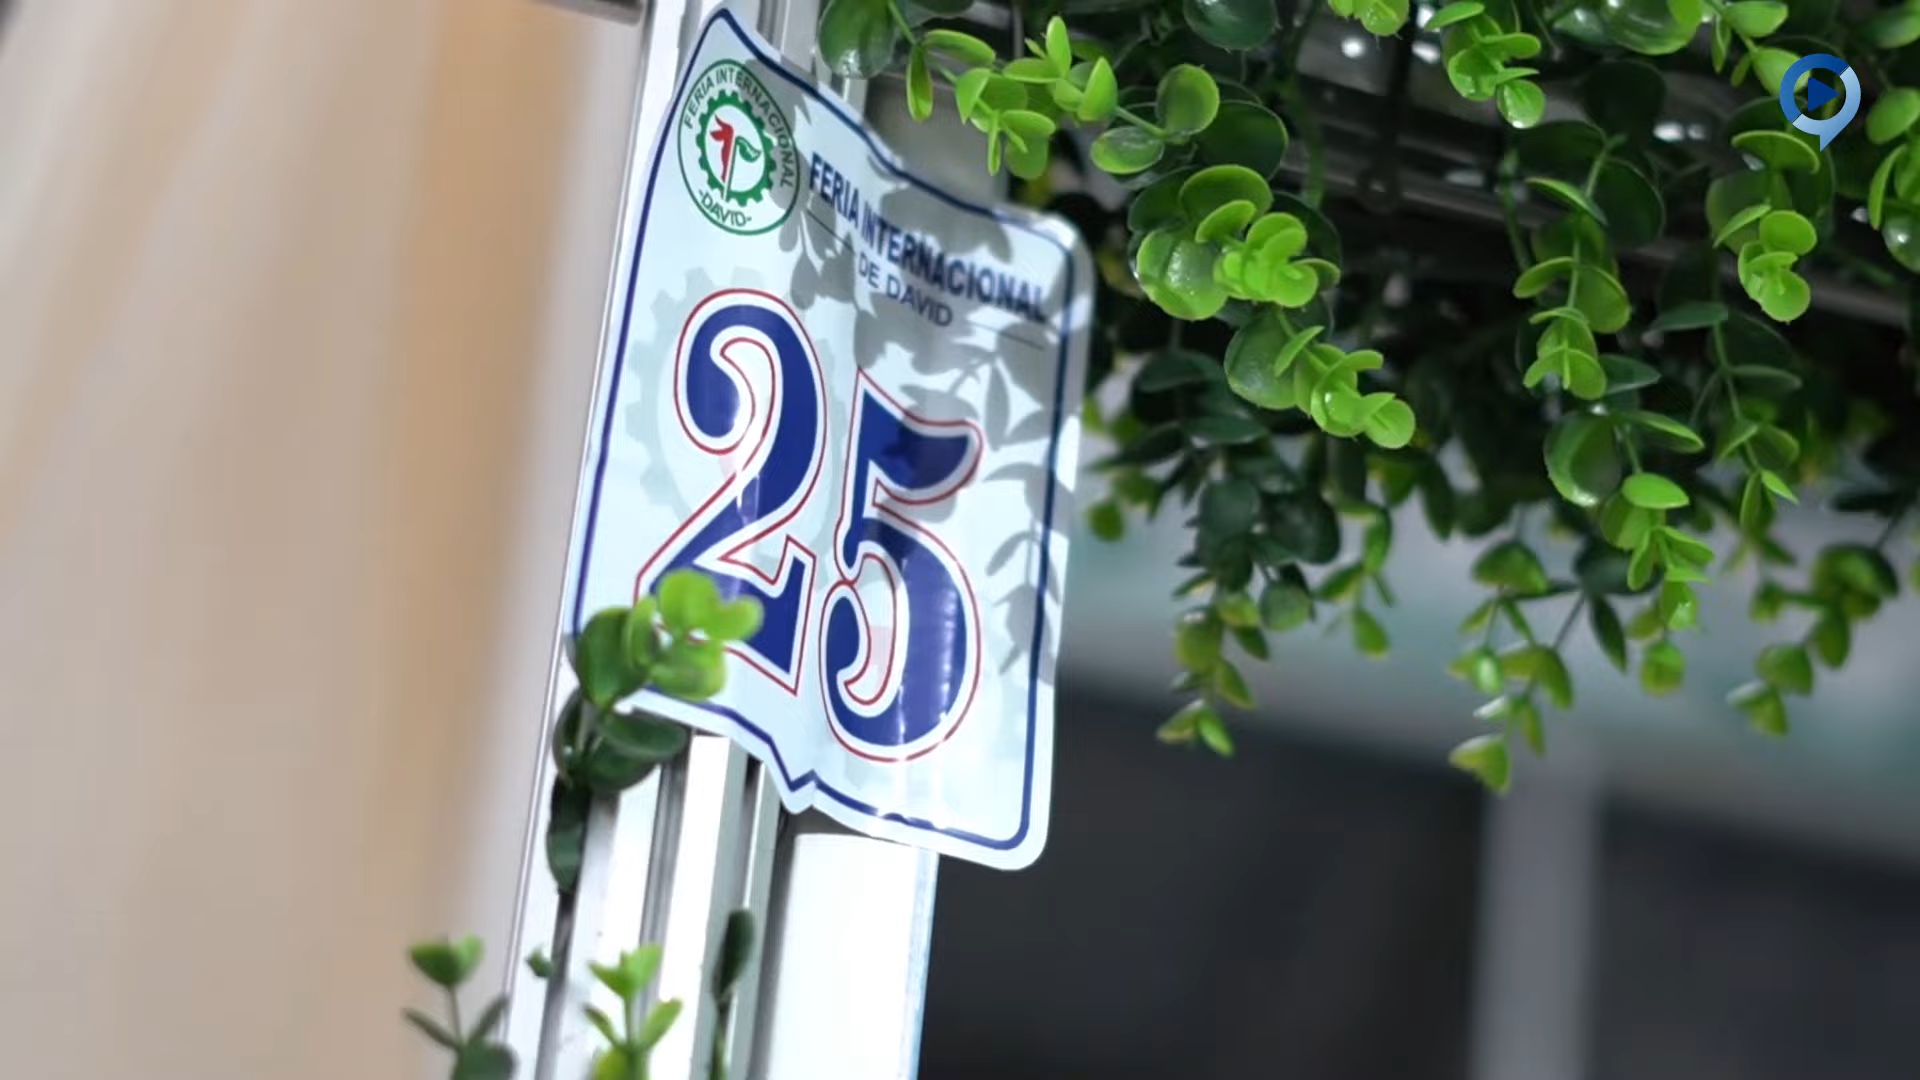 FERIA INTERNACIONAL
-DAVID-
FERIA INTERNACIONAL
DE DAVID
25